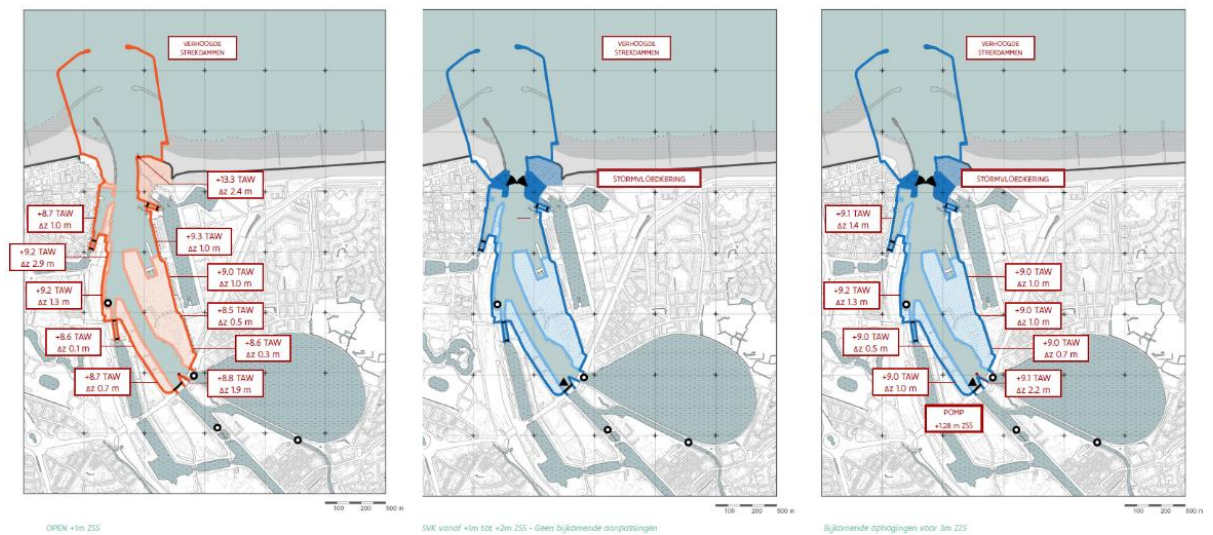 VERHOOGDE
STREKDAMMEN
+13.3 TAW
Δz 2.4 m
+8.7 TAW
Δz 1.0 m
+9.3 TAW
Δz 1.0 m
+9.2 TAW
Δz 2.9 m
+9.0 TAW
Δz 1.0 m
+9.2 TAW
Δz 1.3 m
+8.5 TAW
Δz 0.5 m
+8.6 TAW
Δz 0.1 m
+8.6 TAW
Δz 0.3 m
+8.7 TAW
Δz 0.7 m
+8.8 TAW
Δz 1.9 m
100 200 500 m
OPEN +1m ZSS
VERHOOGDE
STREKDAMMEN
STORMVLOEDKERING
100 200 500 m
SVK vanaf +1m tot +2m ZSS - Geen bijkomende aanpassingen
VERHOOGDE
STREKDAMMEN
STORMVLOEDKERING
+9.1 TAW
Δz 1.4 m
+9.0 TAW
Δz 1.0 m
+9.2 TAW
Δz 1.3 m
+9.0 TAW
Δz 1.0 m
+9.0 TAW
Δz 0.5 m
+9.0 TAW
Δz 0.7 m
+9.0 TAW
Δz 1.0 m
+9.1 TAW
Δz 2.2 m
POMP
+1.28 m ZSS
100 200 500 m
Bijkomende ophogingen voor 3m ZZS